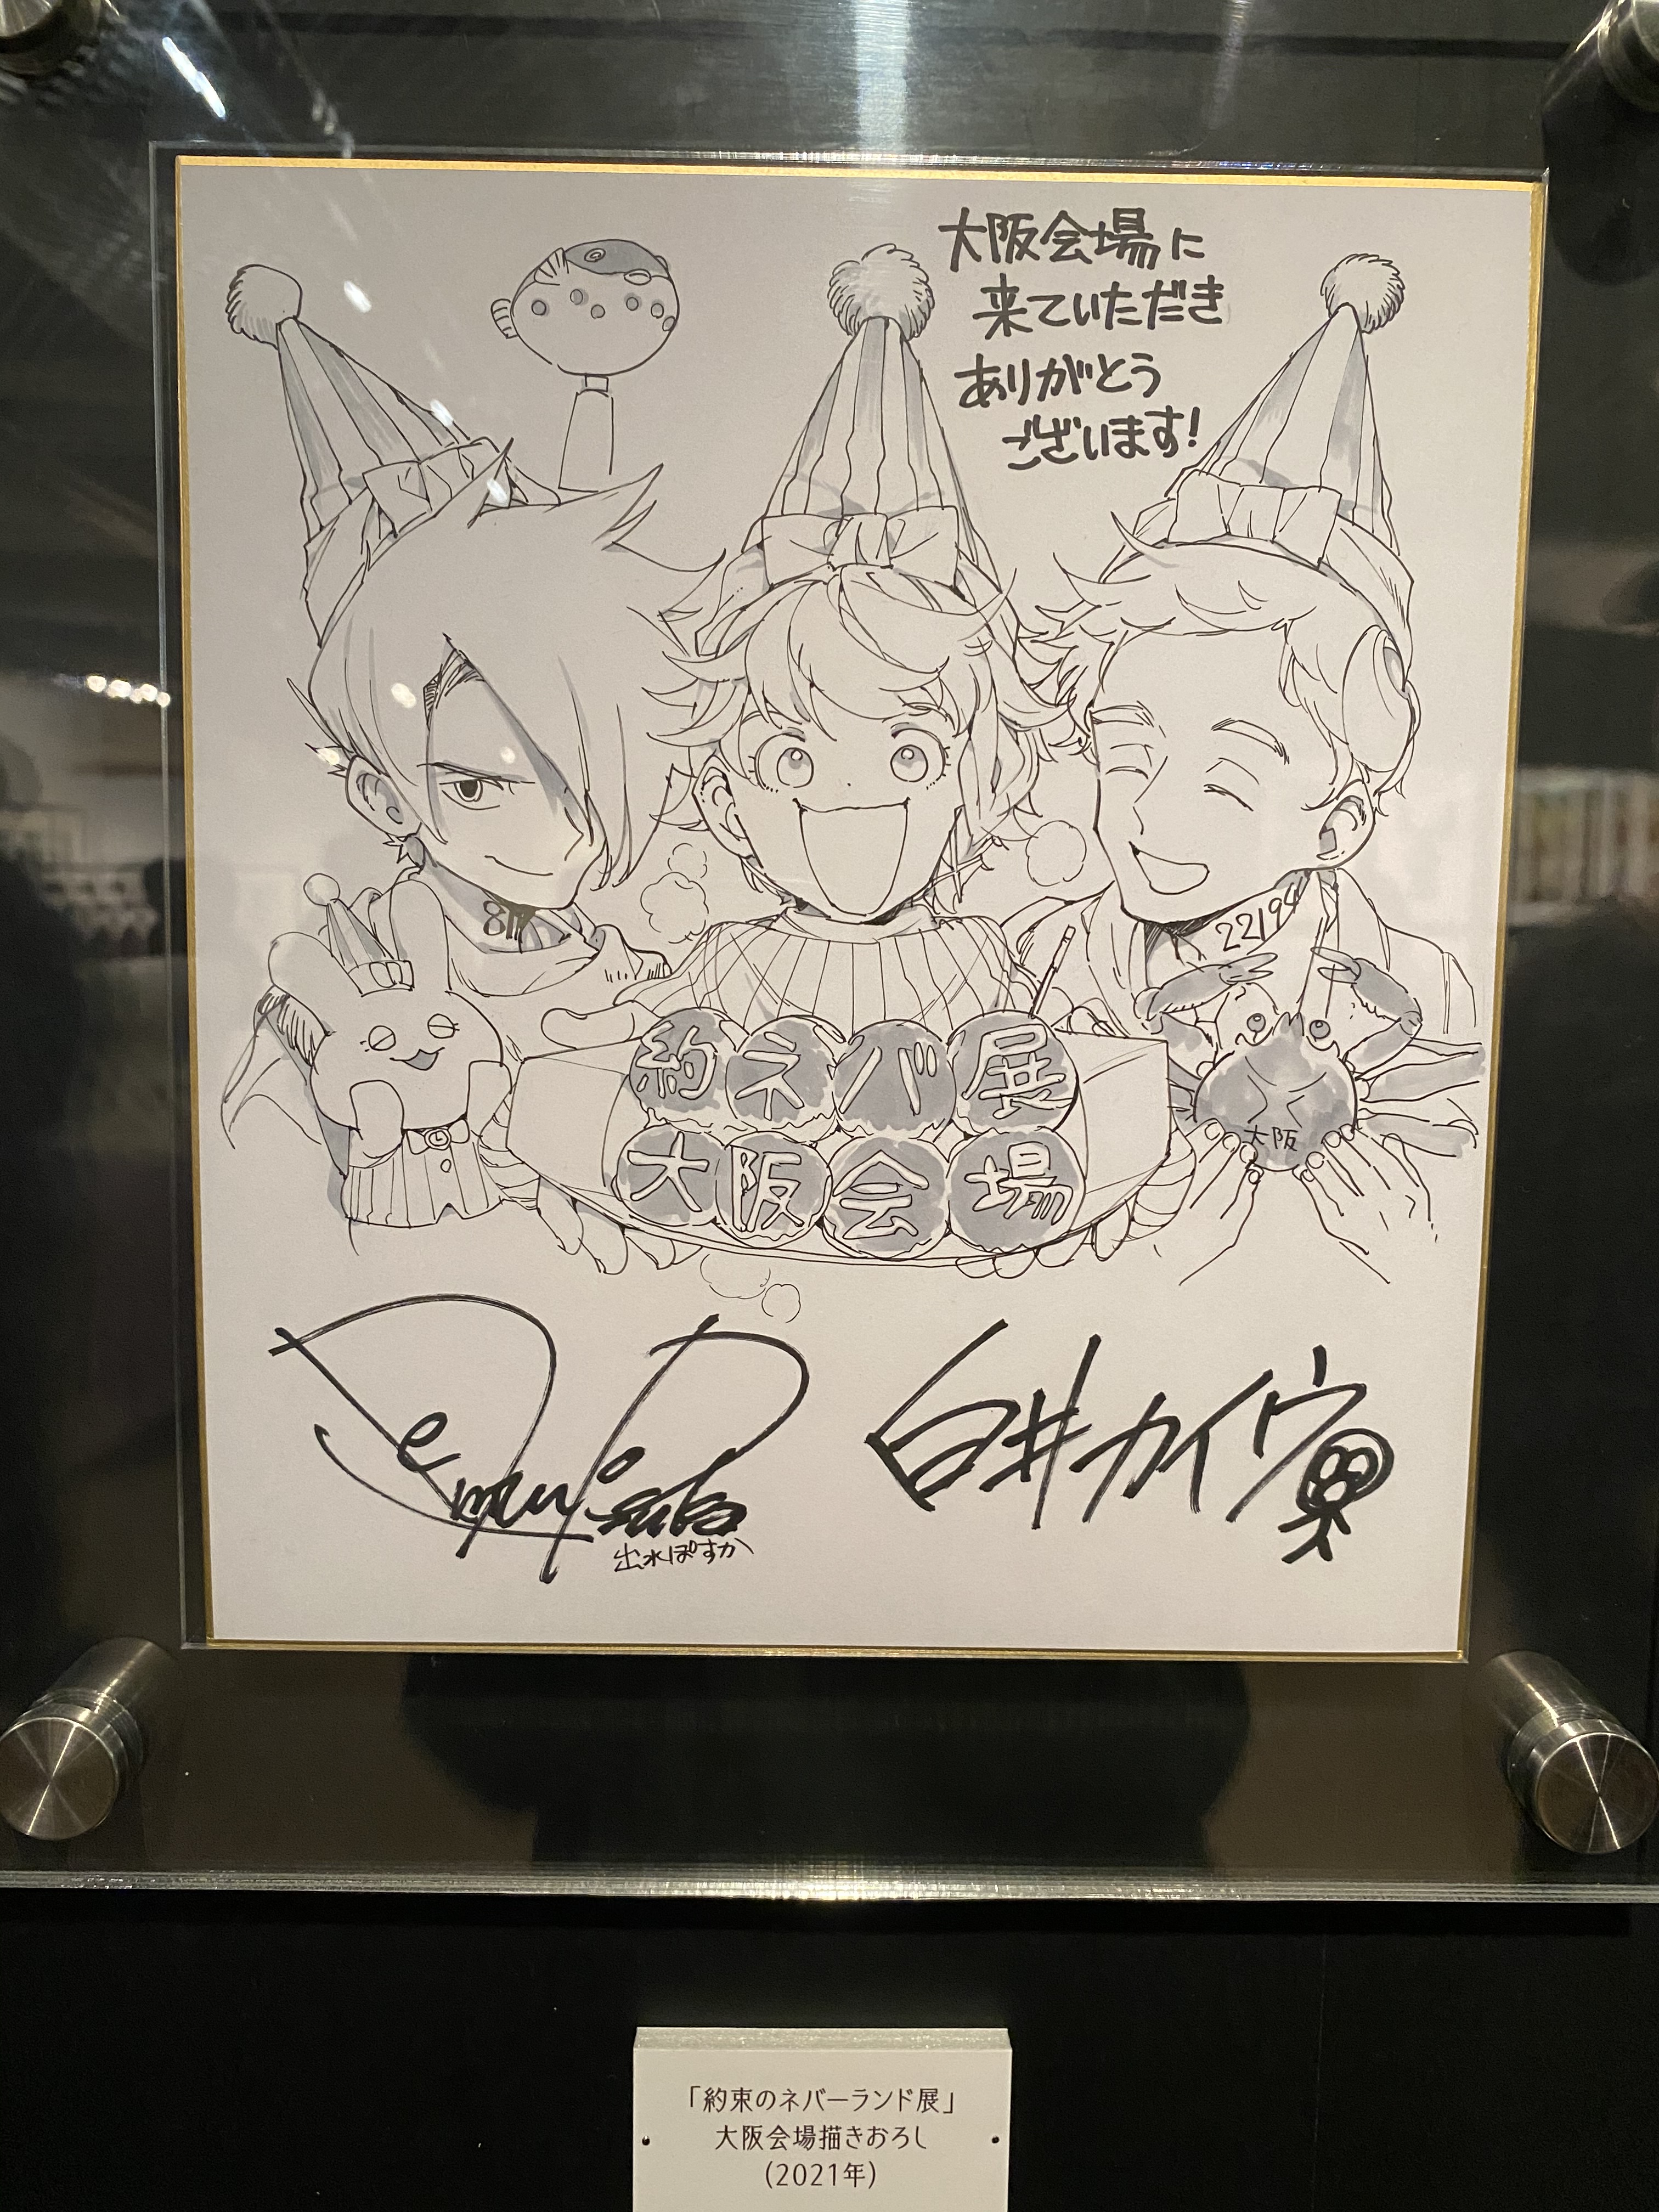 大阪会場に
来ていただき
ありがとう
ございます!
81
22/94
約ネバ展
大阪会場
大阪
白井カイウ
出水ぽすか
「約束のネバーランド展」
大阪会場描きおろし
(2021年)